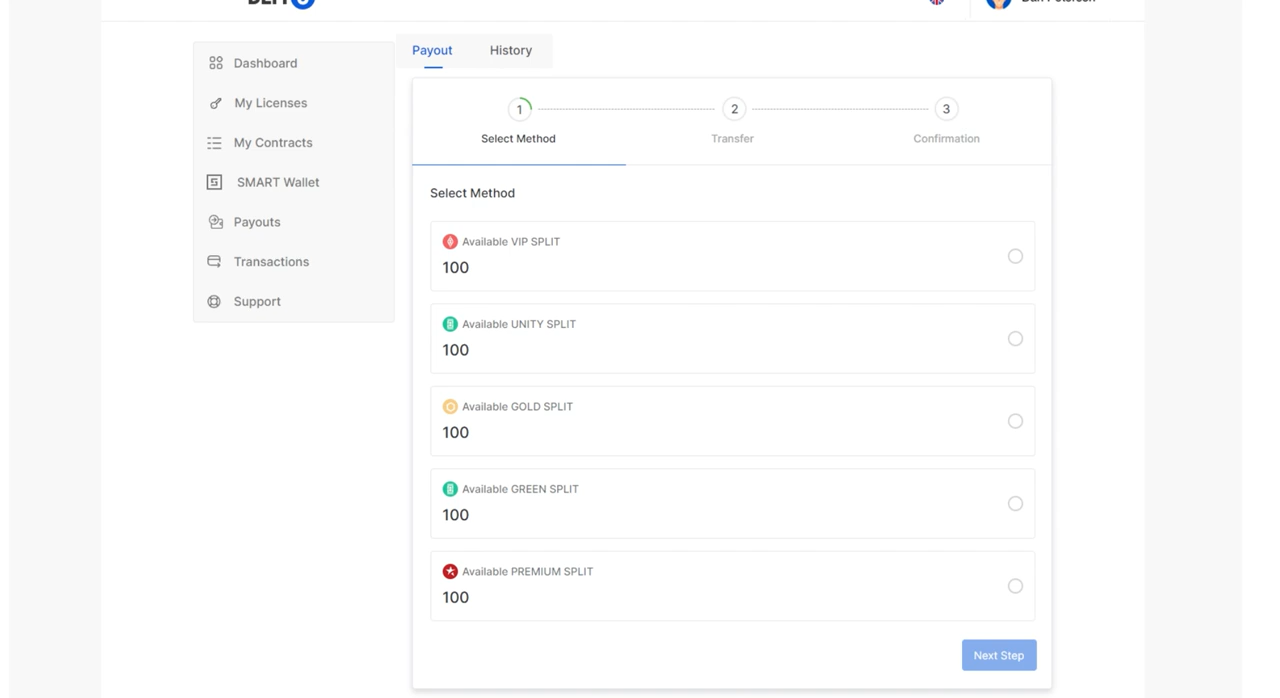 Dashboard
My Licenses
My Contracts
SMART Wallet
Payouts
Transactions
Support
Payout
History
1
2
3
Select Method
Transfer
Confirmation
Select Method
Available VIP SPLIT
100
Available UNITY SPLIT
100
Available GOLD SPLIT
100
Available GREEN SPLIT
100
Available PREMIUM SPLIT
100
Next Step